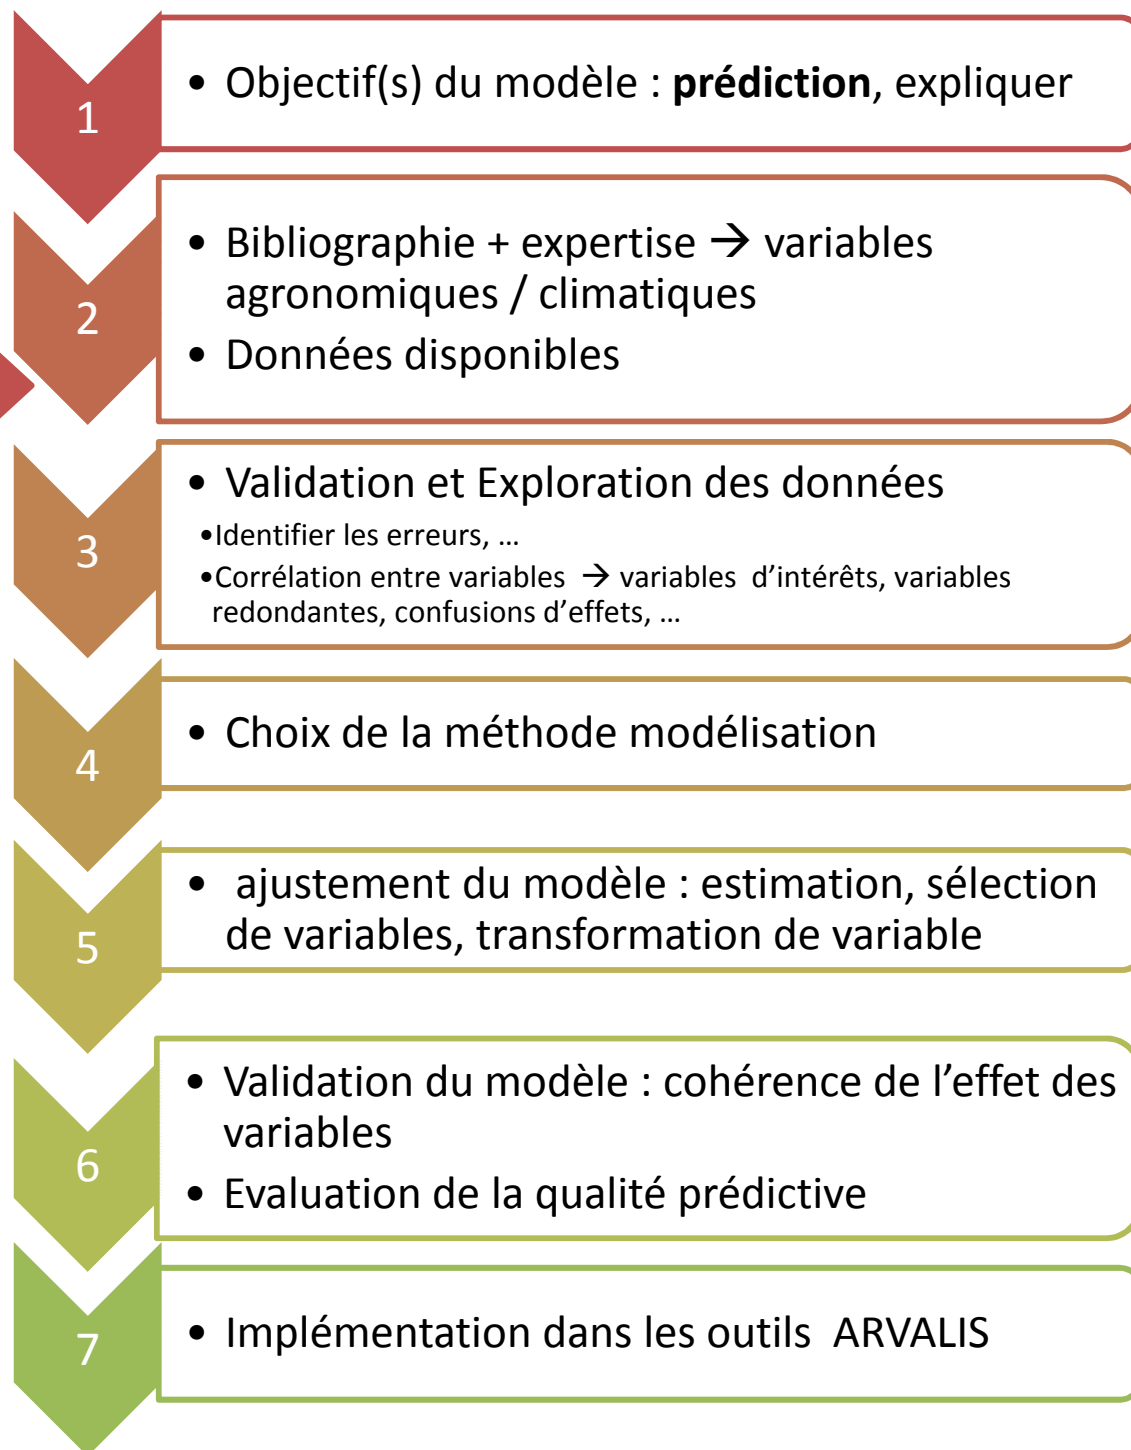 1
• Objectif(s) du modèle : prédiction, expliquer
2
• Bibliographie + expertise → variables
agronomiques / climatiques
• Données disponibles
3
• Validation et Exploration des données
•Identifier les erreurs, ...
•Corrélation entre variables → variables d’intérêts, variables
redondantes, confusions d’effets, ...
4
• Choix de la méthode modélisation
5
• ajustement du modèle : estimation, sélection
de variables, transformation de variable
6
• Validation du modèle : cohérence de l’effet des
variables
• Evaluation de la qualité prédictive
7
• Implémentation dans les outils ARVALIS